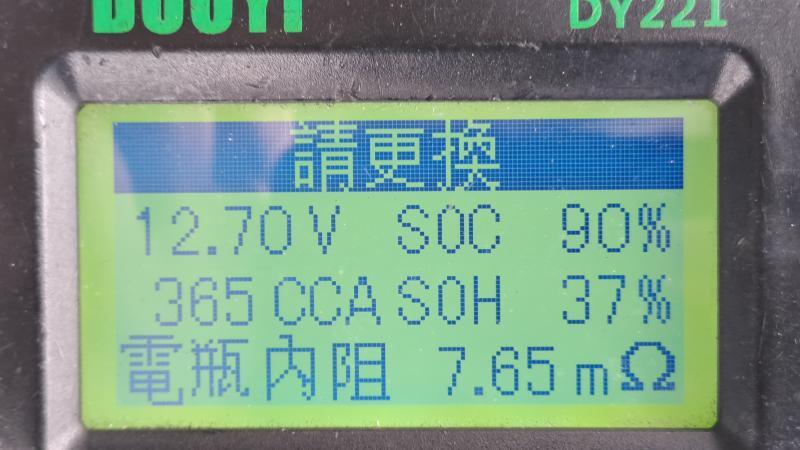 DUOYI DY221
請更換
12.70V SOC 90%
365 CCA SOH 37%
電瓶內阻 7.65 mΩ